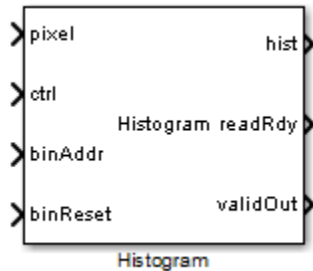 pixel
hist
ctrl
Histogram readRdy
binAddr
binReset
validOut
Histogram